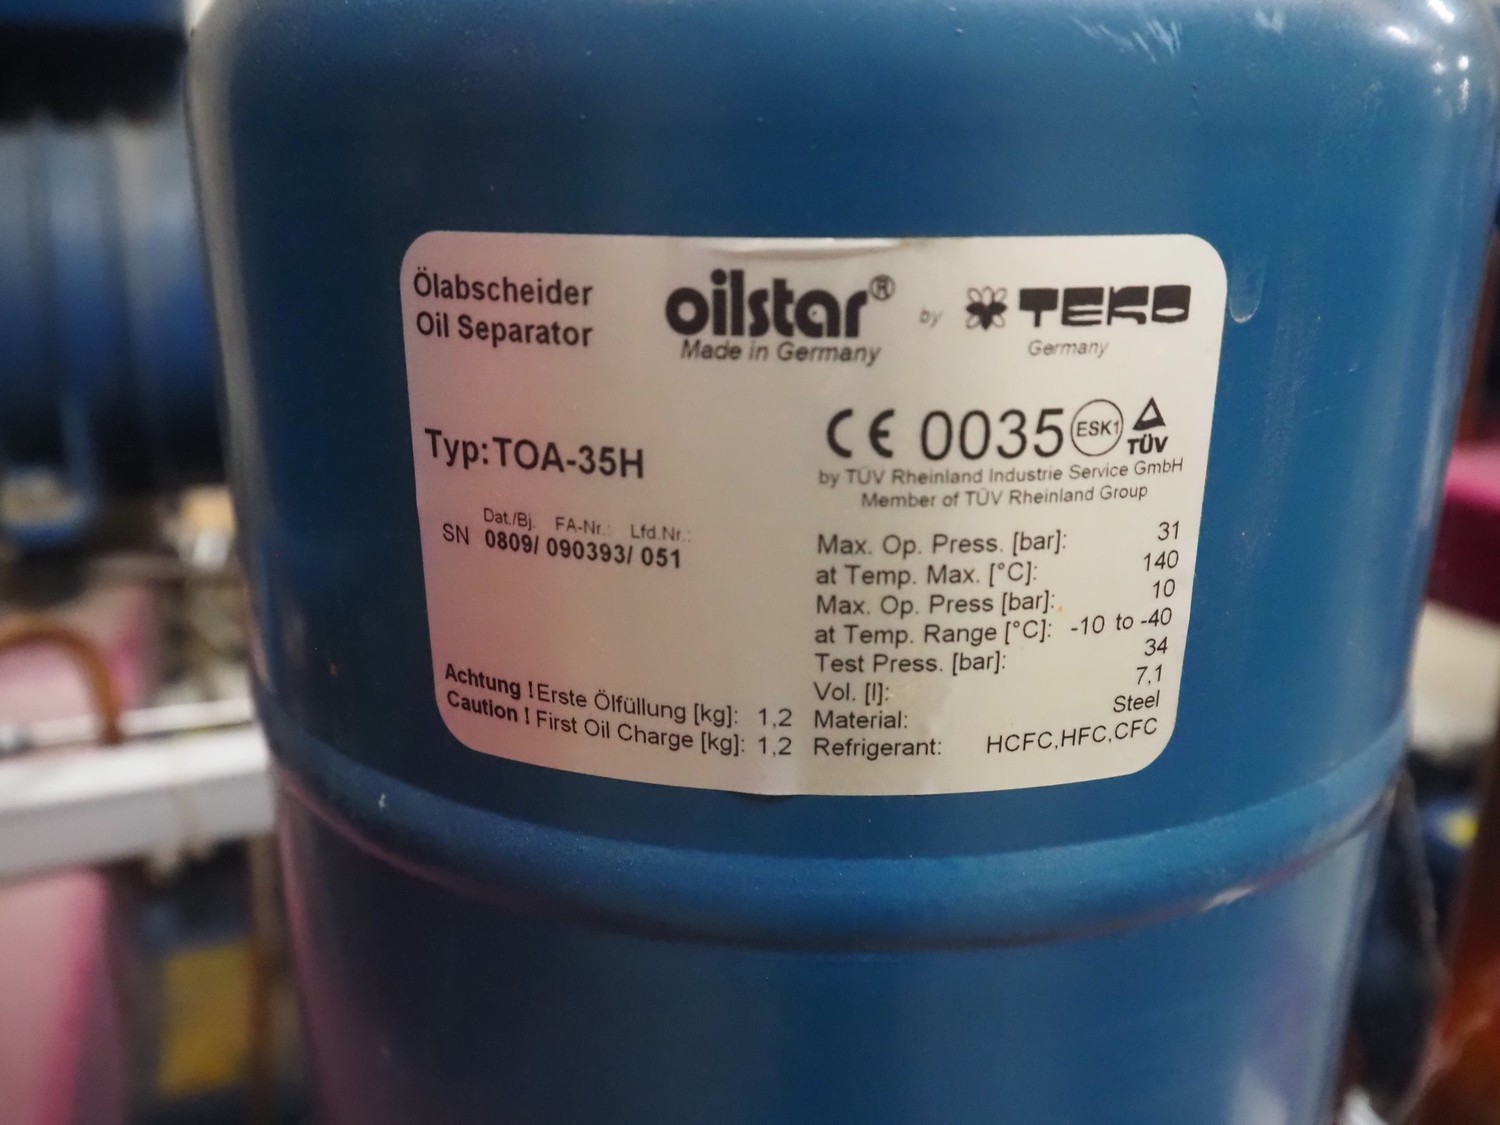 Ölabscheider
Oil Separator
oilstar® by TEKO
Made in Germany
Germany
Typ:TOA-35H
CE 0035 ESK1 TÜV
by TÜV Rheinland Industrie Service GmbH
Member of TÜV Rheinland Group
Dat./Bj. FA-Nr.: Lfd.Nr.:
SN 0809/ 090393/ 051
Max. Op. Press. [bar]: 31
at Temp. Max. [°C]: 140
Max. Op. Press [bar]: 10
at Temp. Range [°C]: -10 to -40
Test Press. [bar]: 34
Vol. [l]: 7,1
Material: Steel
Refrigerant: HCFC,HFC,CFC
Achtung ! Erste Ölfüllung [kg]: 1,2
Caution ! First Oil Charge [kg]: 1,2